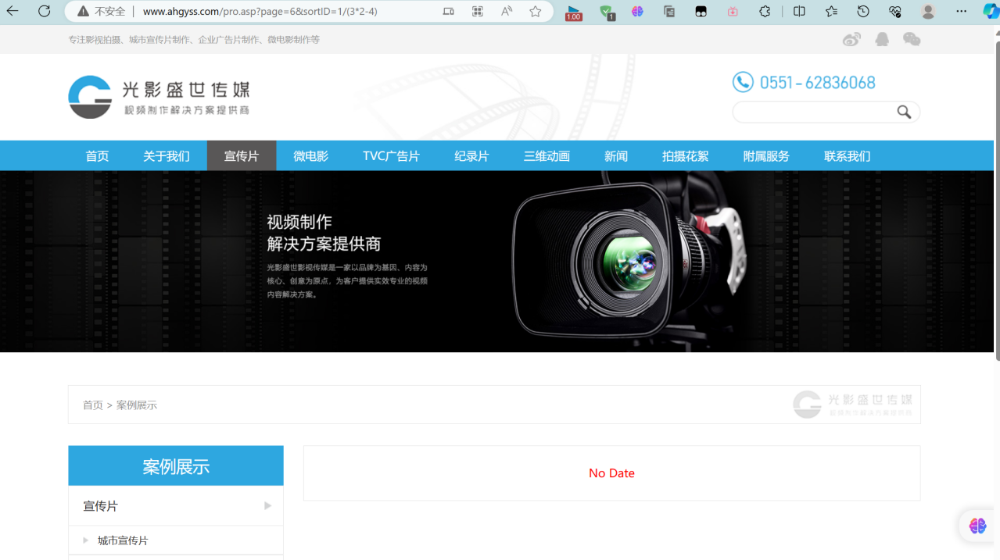 不安全 www.ahgyss.com/pro.asp?page=6&sortID=1/(3*2-4)
1.00
1
专注影视拍摄、城市宣传片制作、企业广告片制作、微电影制作等
光影盛世传媒
视频制作解决方案提供商
0551-62836068
首页 关于我们 宣传片 微电影 TVC广告片 纪录片 三维动画 新闻 拍摄花絮 附属服务 联系我们
视频制作
解决方案提供商
光影盛世影视传媒是一家以品牌为基因、内容为
核心、创意为原点，为客户提供实效专业的视频
内容解决方案。
首页 > 案例展示
光影盛世传媒
视频制作解决方案提供商
案例展示
No Date
宣传片
城市宣传片